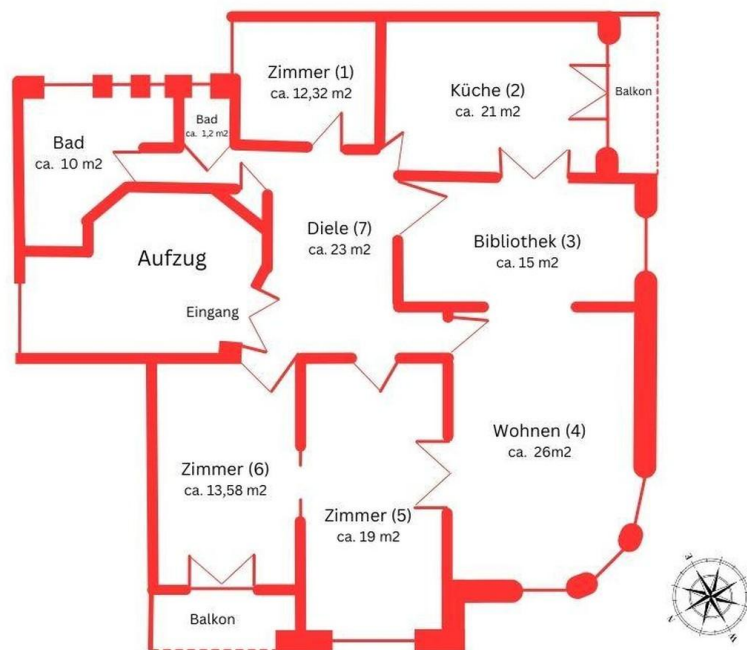 Zimmer (1)
ca. 12,32 m2
Küche (2)
ca. 21 m2
Balkon
Bad
ca. 1,2 m2
Bad
ca. 10 m2
Diele (7)
ca. 23 m2
Bibliothek (3)
ca. 15 m2
Aufzug
Eingang
Wohnen (4)
ca. 26m2
Zimmer (6)
ca. 13,58 m2
Zimmer (5)
ca. 19 m2
Balkon